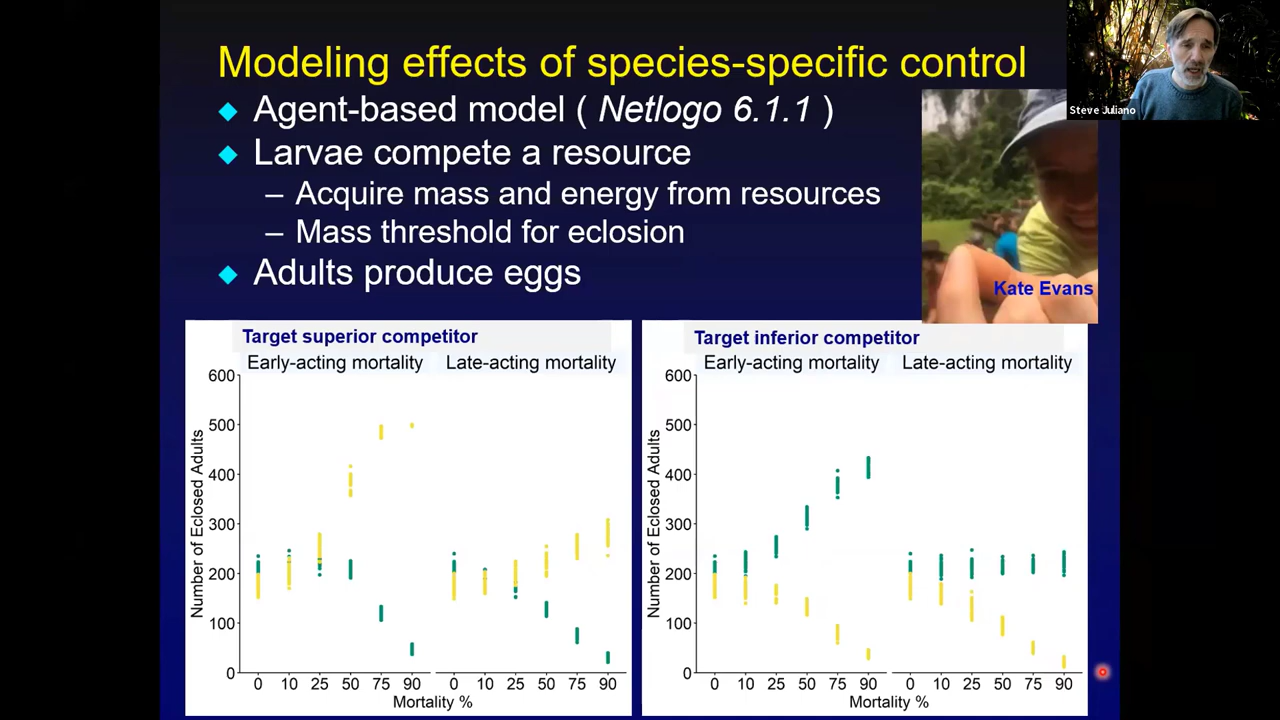 Modeling effects of species-specific control
Steve Juliano
Agent-based model ( Netlogo 6.1.1 )
Larvae compete a resource
– Acquire mass and energy from resources
– Mass threshold for eclosion
Adults produce eggs
Kate Evans
Target superior competitor
Early-acting mortality Late-acting mortality
600
500
400
300
200
100
0
Number of Eclosed Adults
0 10 25 50 75 90 0 10 25 50 75 90
Mortality %
Target inferior competitor
Early-acting mortality Late-acting mortality
600
500
400
300
200
100
0
Number of Eclosed Adults
0 10 25 50 75 90 0 10 25 50 75 90
Mortality %